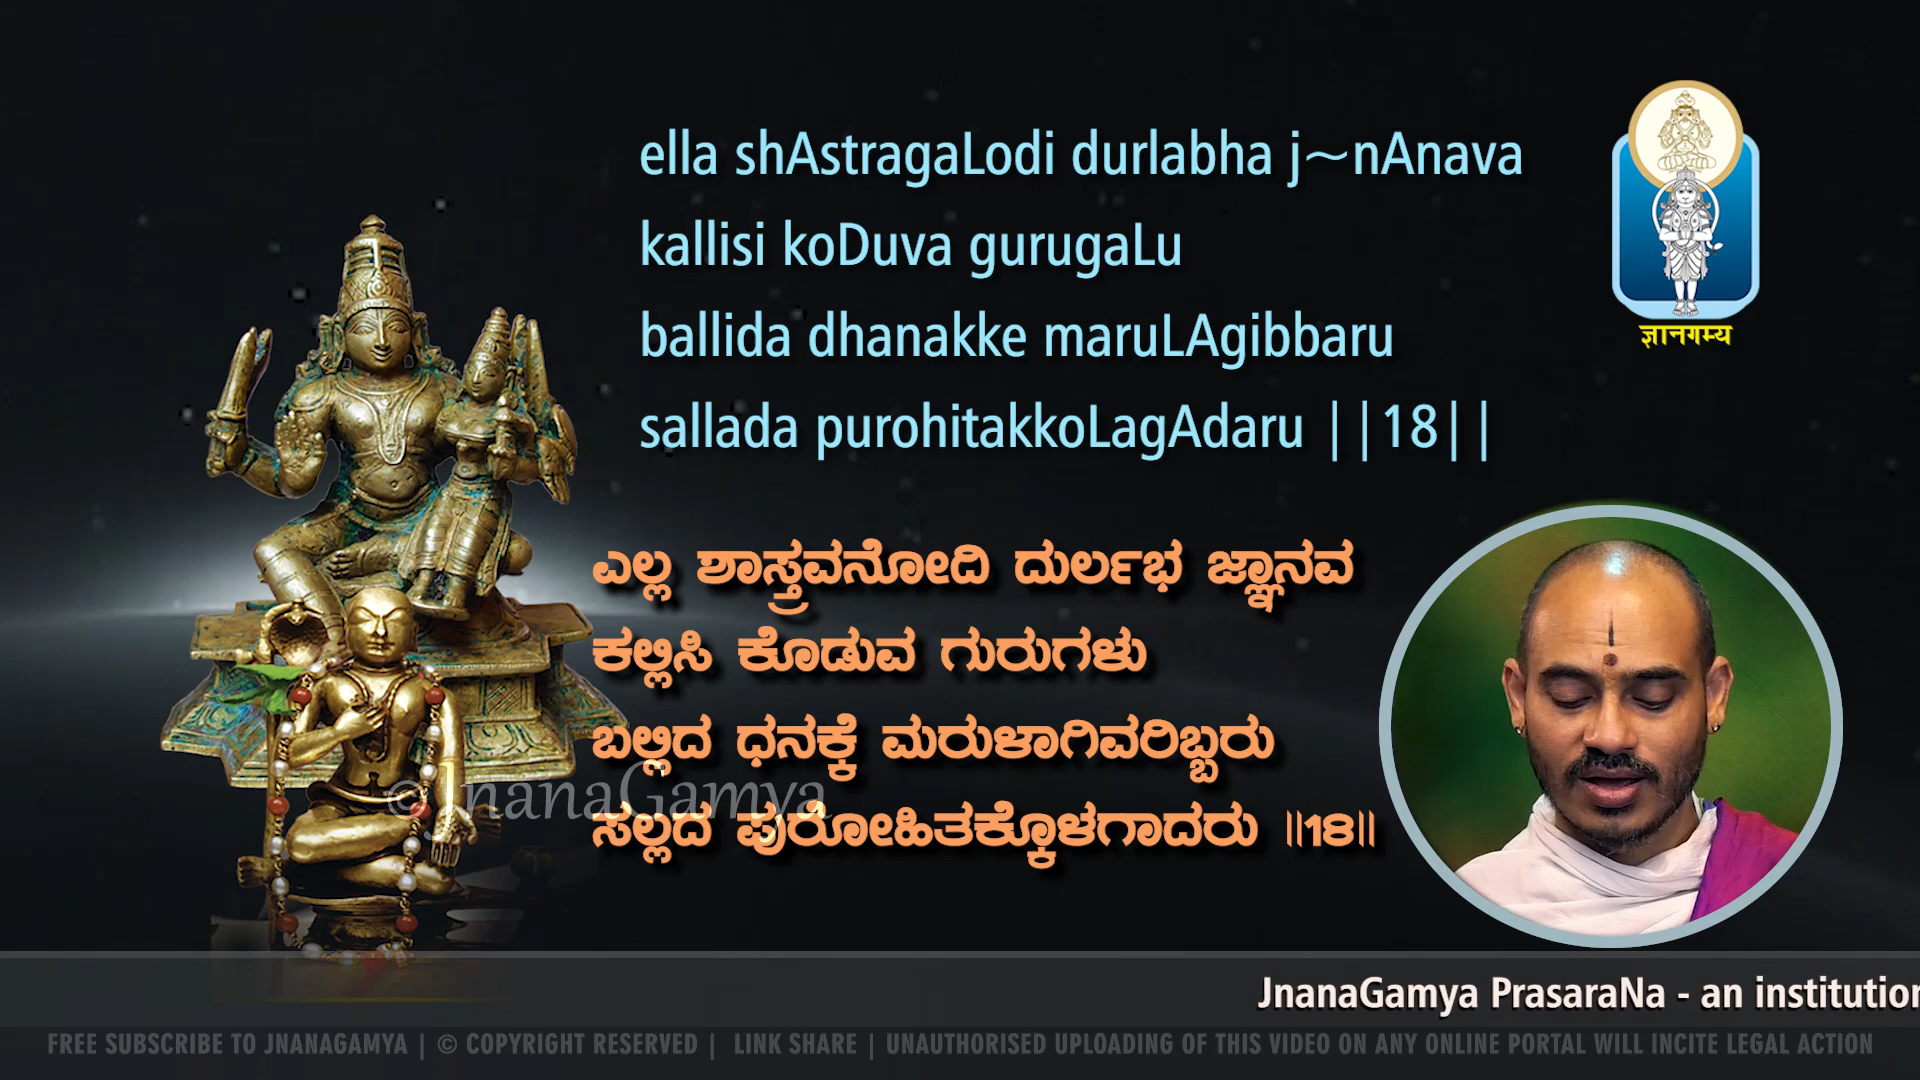 ella shAstragaLodi durlabha j~nAnava
kallisi koDuva gurugaLu
ballida dhanakke maruLAgibbaru
sallada purohitakkoLagAdaru ||18||
ज्ञानगम्य
ಎಲ್ಲ ಶಾಸ್ತ್ರವನೋದಿ ದುರ್ಲಭ ಜ್ಞಾನವ
ಕಲ್ಲಿಸಿ ಕೊಡುವ ಗುರುಗಳು
ಬಲ್ಲಿದ ಧನಕ್ಕೆ ಮರುಳಾಗಿವರಿಬ್ಬರು
©JnanaGamya
ಸಲ್ಲದ ಪುರೋಹಿತಕ್ಕೊಳಗಾದರು ॥18॥
JnanaGamya PrasaraNa - an institution
FREE SUBSCRIBE TO JNANAGAMYA | © COPYRIGHT RESERVED | LINK SHARE | UNAUTHORISED UPLOADING OF THIS VIDEO ON ANY ONLINE PORTAL WILL INCITE LEGAL ACTION